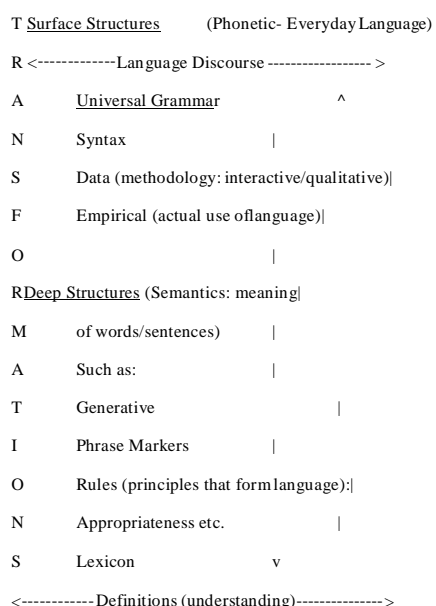 T Surface Structures (Phonetic- Everyday Language)
R <-------------Language Discourse ------------------ >
A Universal Grammar ^
N Syntax |
S Data (methodology: interactive/qualitative)|
F Empirical (actual use oflanguage)|
O |
RDeep Structures (Semantics: meaning|
M of words/sentences) |
A Such as: |
T Generative |
I Phrase Markers |
O Rules (principles that formlanguage):|
N Appropriateness etc. |
S Lexicon v
<------------Definitions (understanding)--------------->